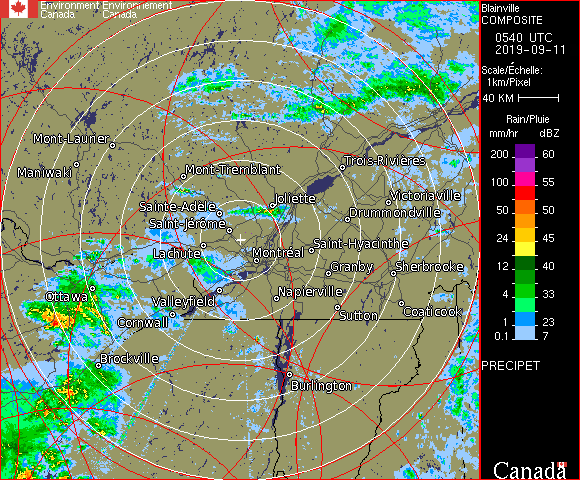 Environment Environnement
Canada Canada
Blainville
COMPOSITE
0540 UTC
2019-09-11
Scale/Échelle:
1km/Pixel
40 KM
Rain/Pluie
mm/hr dBZ
200 60
100 55
50 50
24 45
12 40
4 33
1 23
0.1 7
PRECIPET
Canada
Mont-Laurier
Maniwaki
Mont-Tremblant
Trois-Rivières
Sainte-Adèle
Joliette
Victoriaville
Drummondville
Saint-Jérôme
Lachute
Montréal
Saint-Hyacinthe
Granby
Sherbrooke
Ottawa
Valleyfield
Napierville
Cornwall
Sutton
Coaticook
Brockville
Burlington